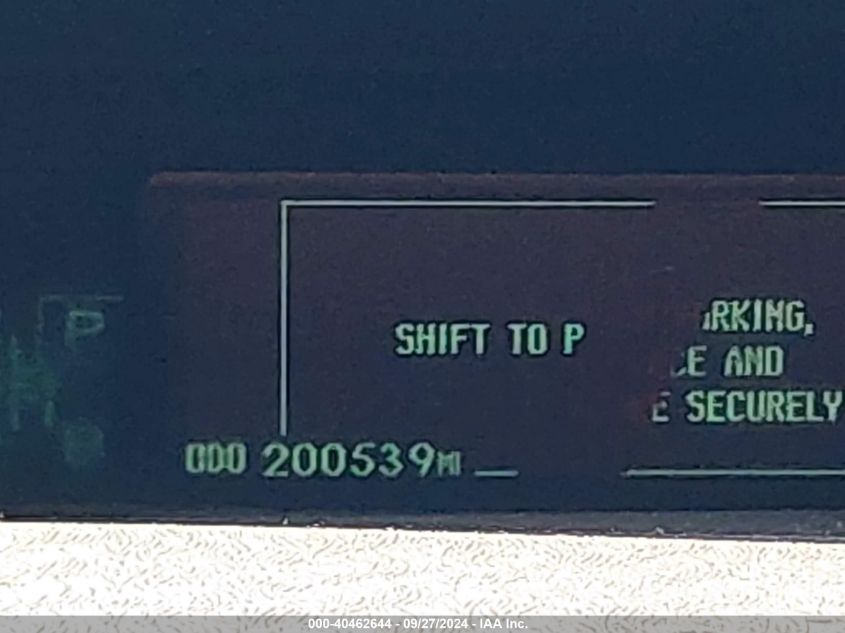 P
SHIFT TO P
RKING,
E AND
E SECURELY
ODO 200539MI
000-40462644 - 09/27/2024 - IAA Inc.